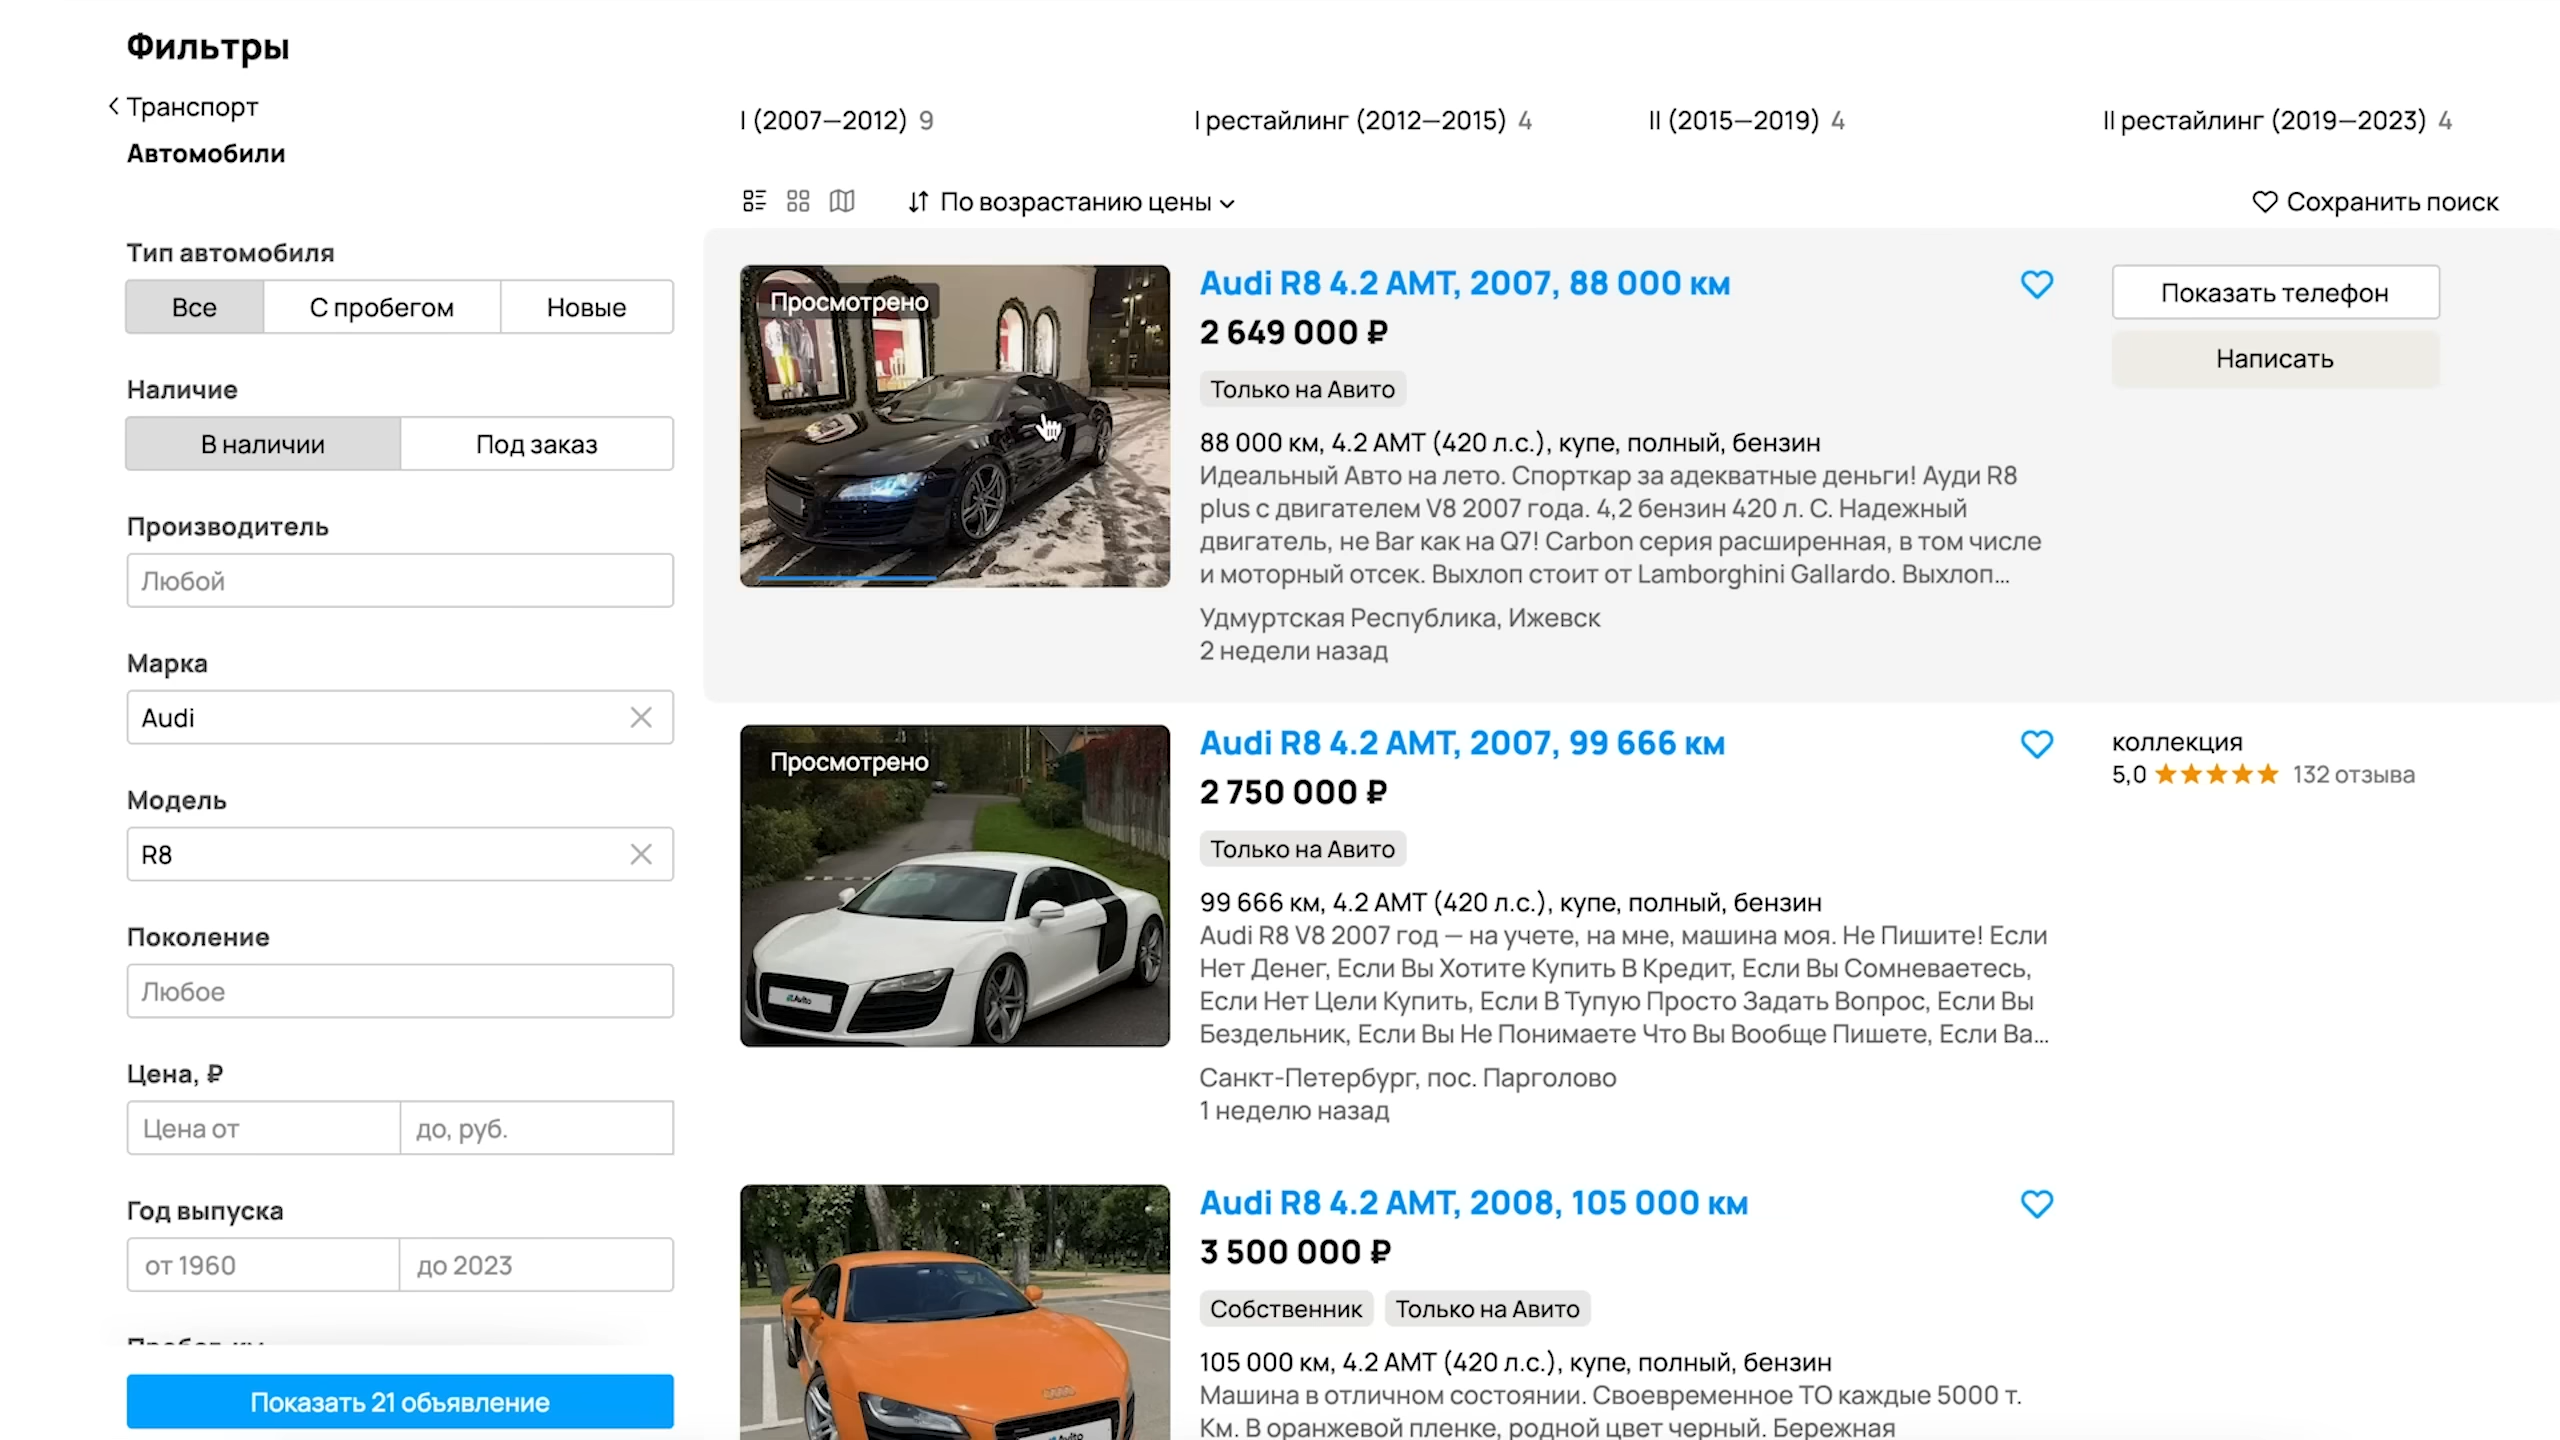 Фильтры
Транспорт
Автомобили
Тип автомобиля
Все
С пробегом
Новые
Наличие
В наличии
Под заказ
Производитель
Любой
Марка
Audi
Модель
R8
Поколение
Любое
Цена, ₽
Цена от
до, руб.
Год выпуска
от 1960
до 2023
Показать 21 объявление
I (2007—2012) 9
I рестайлинг (2012—2015) 4
II (2015—2019) 4
II рестайлинг (2019—2023) 4
По возрастанию цены
Сохранить поиск
Просмотрено
Audi R8 4.2 AMT, 2007, 88 000 км
2 649 000 ₽
Только на Авито
88 000 км, 4.2 AMT (420 л.с.), купе, полный, бензин
Идеальный Авто на лето. Спорткар за адекватные деньги! Ауди R8
plus с двигателем V8 2007 года. 4,2 бензин 420 л. С. Надежный
двигатель, не Bar как на Q7! Carbon серия расширенная, в том числе
и моторный отсек. Выхлоп стоит от Lamborghini Gallardo. Выхлоп…
Удмуртская Республика, Ижевск
2 недели назад
Показать телефон
Написать
Просмотрено
Audi R8 4.2 AMT, 2007, 99 666 км
2 750 000 ₽
Только на Авито
99 666 км, 4.2 AMT (420 л.с.), купе, полный, бензин
Audi R8 V8 2007 год — на учете, на мне, машина моя. Не Пишите! Если
Нет Денег, Если Вы Хотите Купить В Кредит, Если Вы Сомневаетесь,
Если Нет Цели Купить, Если В Тупую Просто Задать Вопрос, Если Вы
Бездельник, Если Вы Не Понимаете Что Вы Вообще Пишете, Если Ва…
Санкт-Петербург, пос. Парголово
1 неделю назад
коллекция
5,0 ★★★★★ 132 отзыва
Avito
Audi R8 4.2 AMT, 2008, 105 000 км
3 500 000 ₽
Собственник
Только на Авито
105 000 км, 4.2 AMT (420 л.с.), купе, полный, бензин
Машина в отличном состоянии. Своевременное ТО каждые 5000 т.
Км. В оранжевой пленке, родной цвет черный. Бережная
Avito